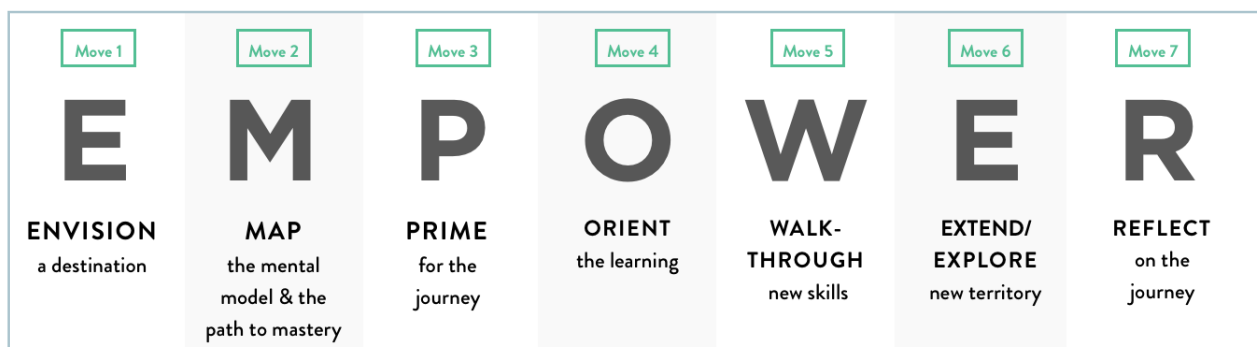 Move 1
E
ENVISION
a destination
Move 2
M
MAP
the mental
model & the
path to mastery
Move 3
P
PRIME
for the
journey
Move 4
O
ORIENT
the learning
Move 5
W
WALK-
THROUGH
new skills
Move 6
E
EXTEND/
EXPLORE
new territory
Move 7
R
REFLECT
on the
journey